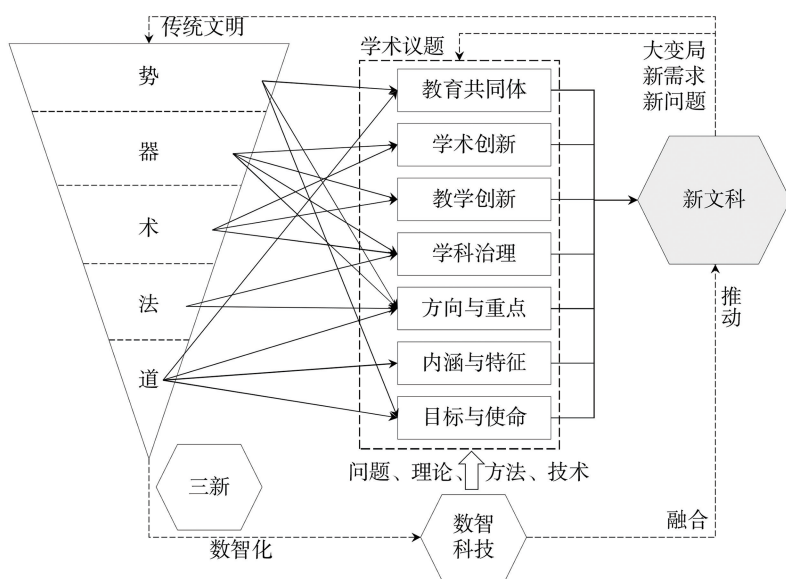 传统文明
势
器
术
法
道
学术议题
教育共同体
学术创新
教学创新
学科治理
方向与重点
内涵与特征
目标与使命
大变局
新需求
新问题
新文科
推动
三新
问题、理论、方法、技术
数智化
数智
科技
融合